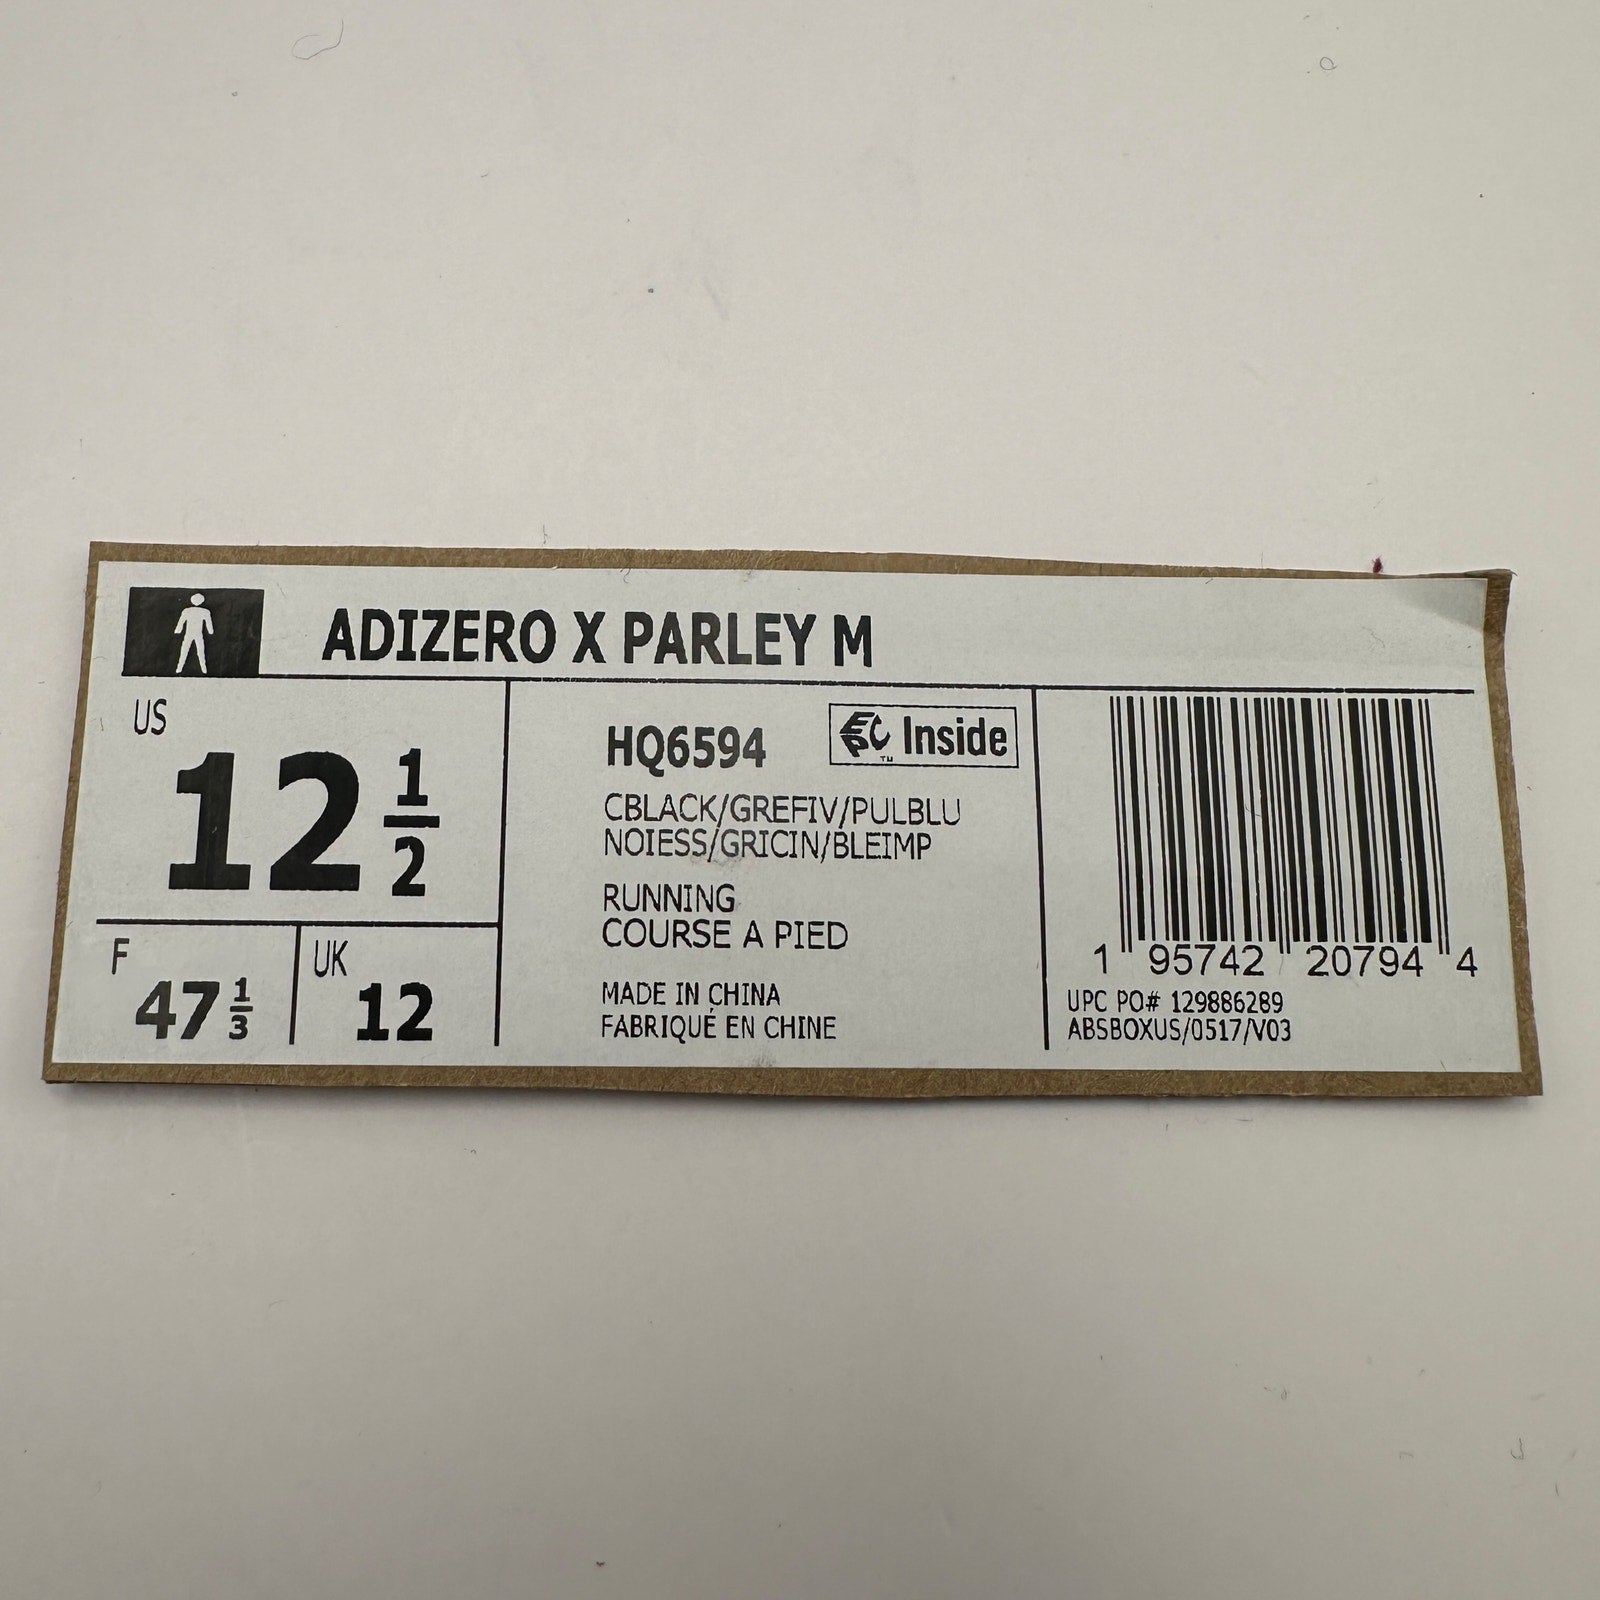 ADIZERO X PARLEY M
US
12 1/2
F
47 1/3
UK
12
HQ6594
EPC™ Inside
CBLACK/GREFIV/PULBLU
NOIESS/GRICIN/BLEIMP
RUNNING
COURSE A PIED
MADE IN CHINA
FABRIQUÉ EN CHINE
1 95742 20794 4
UPC PO# 129886289
ABSBOXUS/0517/V03